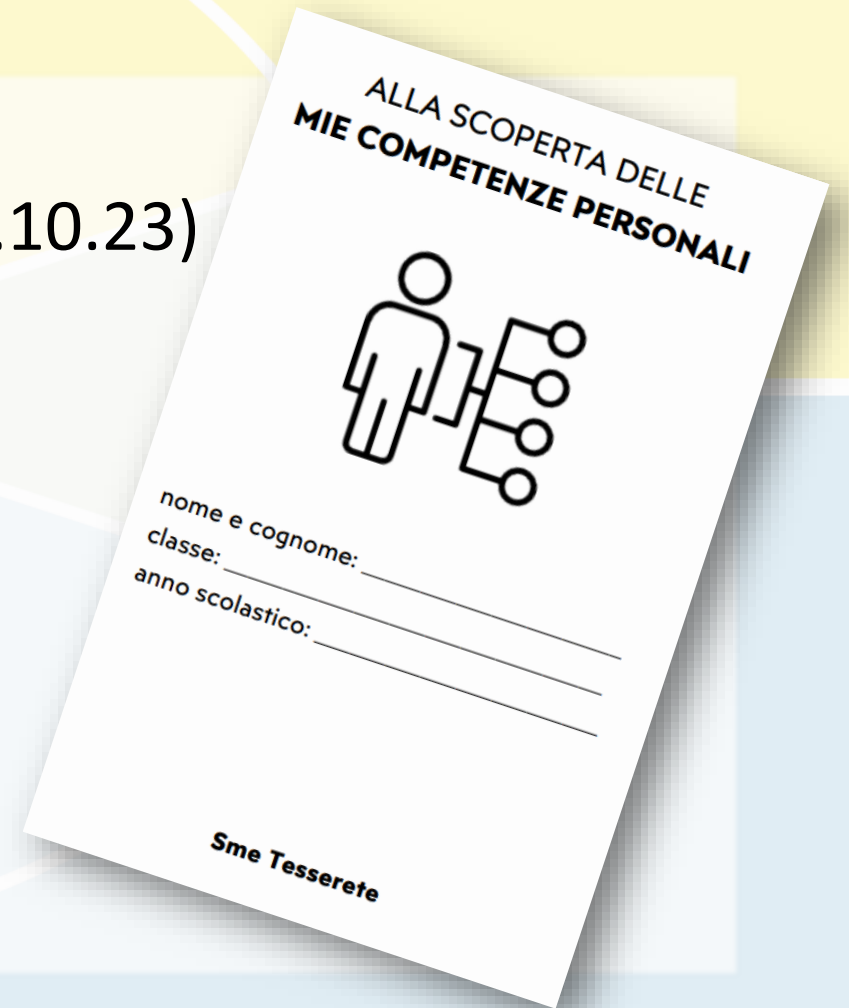 ALLA SCOPERTA DELLE
MIE COMPETENZE PERSONALI
.10.23)
nome e cognome:
classe:
anno scolastico:
Sme Tesserete